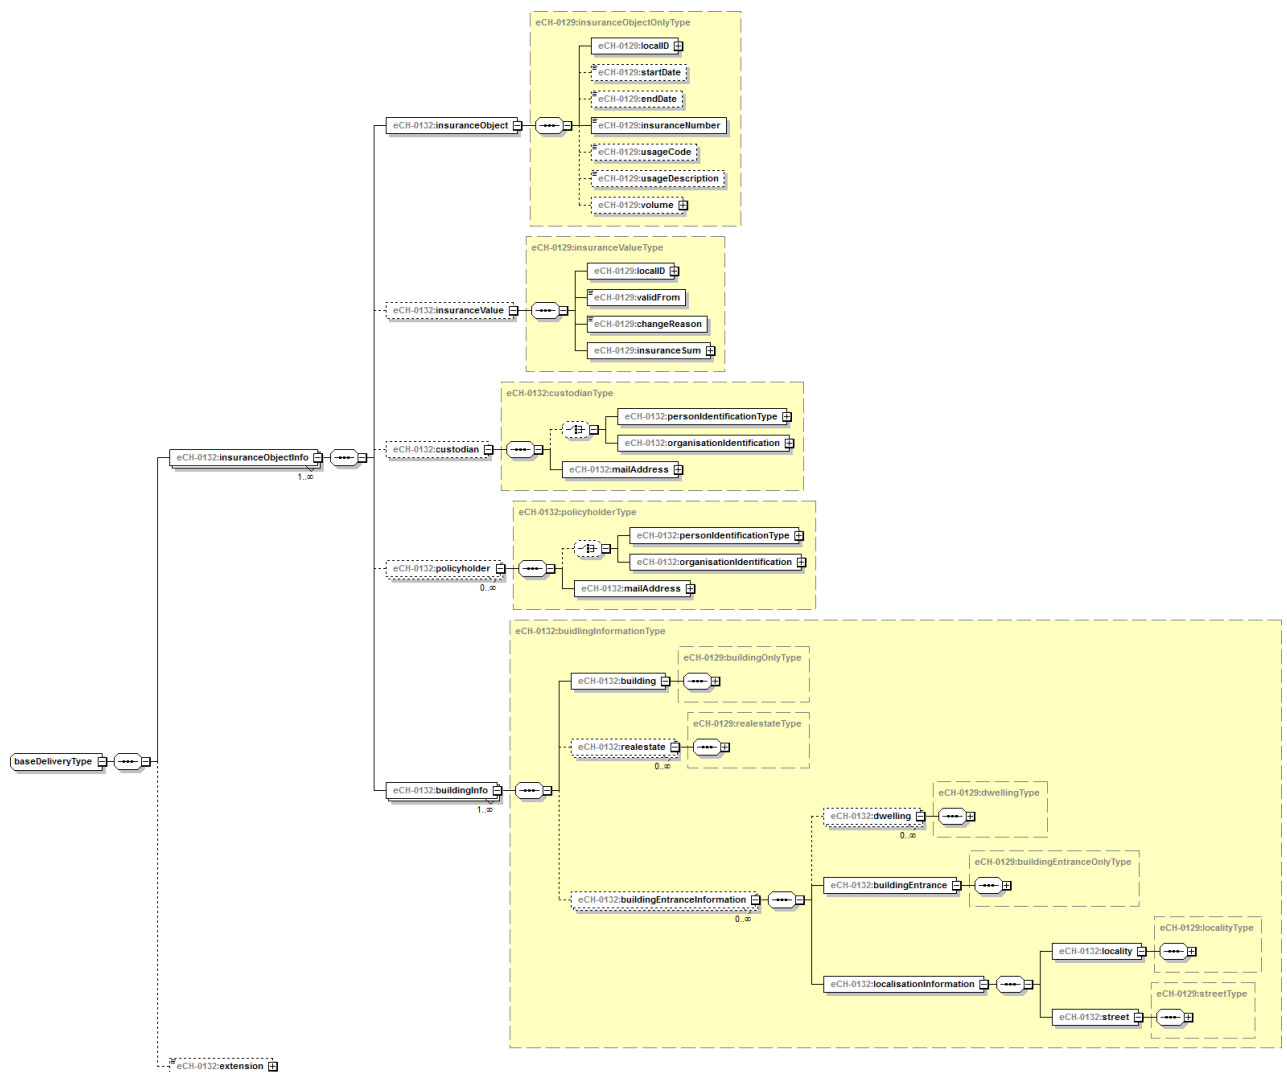 eCH-0129:insuranceObjectOnlyType
eCH-0129:localID
eCH-0129:startDate
eCH-0129:endDate
eCH-0132:insuranceObject
eCH-0129:insuranceNumber
eCH-0129:usageCode
eCH-0129:usageDescription
eCH-0129:volume
eCH-0129:insuranceValueType
eCH-0129:localID
eCH-0129:validFrom
eCH-0132:insuranceValue
eCH-0129:changeReason
eCH-0129:insuranceSum
eCH-0132:custodianType
eCH-0132:personIdentificationType
eCH-0132:organisationIdentification
eCH-0132:custodian
eCH-0132:insuranceObjectInfo
1..∞
eCH-0132:mailAddress
eCH-0132:policyholderType
eCH-0132:personIdentificationType
eCH-0132:organisationIdentification
eCH-0132:policyholder
0..∞
eCH-0132:mailAddress
eCH-0132:buidlingInformationType
eCH-0129:buildingOnlyType
eCH-0132:building
eCH-0129:realestateType
eCH-0132:realestate
0..∞
baseDeliveryType
eCH-0132:buildingInfo
1..∞
eCH-0129:dwellingType
eCH-0132:dwelling
0..∞
eCH-0129:buildingEntranceOnlyType
eCH-0132:buildingEntrance
eCH-0132:buildingEntranceInformation
0..∞
eCH-0129:localityType
eCH-0132:locality
eCH-0132:localisationInformation
eCH-0129:streetType
eCH-0132:street
eCH-0132:extension